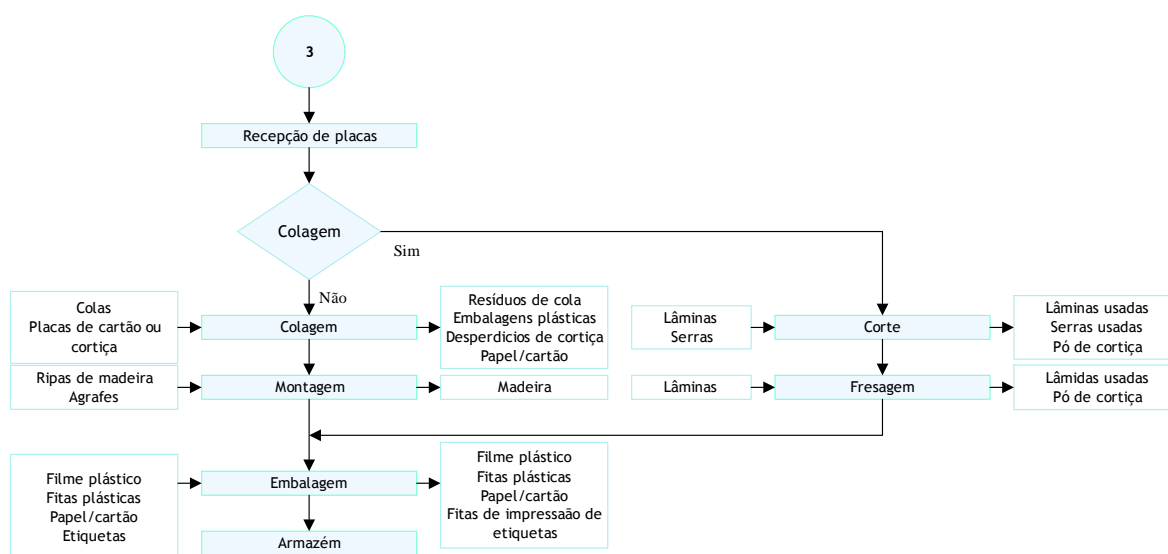 3
Recepção de placas
Colagem
Sim
Não
Colas
Placas de cartão ou
cortiça
Colagem
Resíduos de cola
Embalagens plásticas
Desperdicios de cortiça
Papel/cartão
Lâminas
Serras
Corte
Lâminas usadas
Serras usadas
Pó de cortiça
Ripas de madeira
Agrafes
Montagem
Madeira
Lâminas
Fresagem
Lâmidas usadas
Pó de cortiça
Filme plástico
Fitas plásticas
Papel/cartão
Etiquetas
Embalagem
Filme plástico
Fitas plásticas
Papel/cartão
Fitas de impressaão de
etiquetas
Armazém